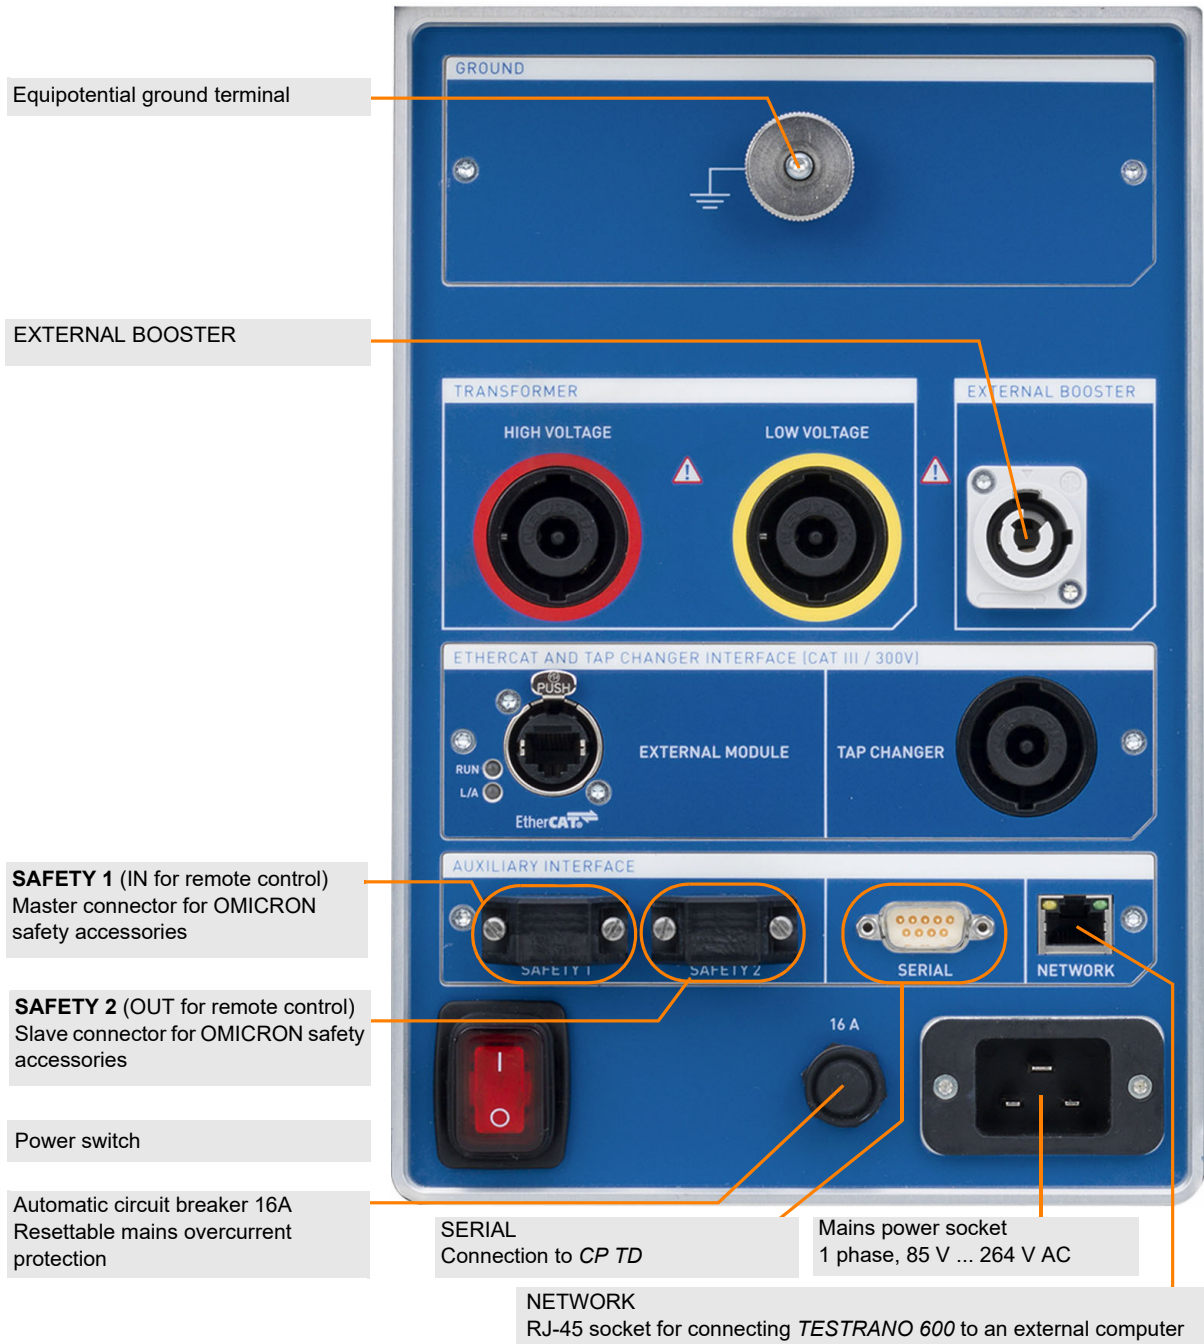 GROUND
Equipotential ground terminal
EXTERNAL BOOSTER
TRANSFORMER
EXTERNAL BOOSTER
HIGH VOLTAGE
LOW VOLTAGE
ETHERCAT AND TAP CHANGER INTERFACE (CAT III / 300V)
PUSH
EXTERNAL MODULE
TAP CHANGER
RUN
L/A
EtherCAT®
AUXILIARY INTERFACE
SAFETY 1 (IN for remote control)
Master connector for OMICRON
safety accessories
SAFETY 1
SAFETY 2
SERIAL
NETWORK
SAFETY 2 (OUT for remote control)
Slave connector for OMICRON safety
accessories
16 A
I
O
Power switch
Automatic circuit breaker 16A
Resettable mains overcurrent
protection
SERIAL
Connection to CP TD
Mains power socket
1 phase, 85 V ... 264 V AC
NETWORK
RJ-45 socket for connecting TESTRANO 600 to an external computer